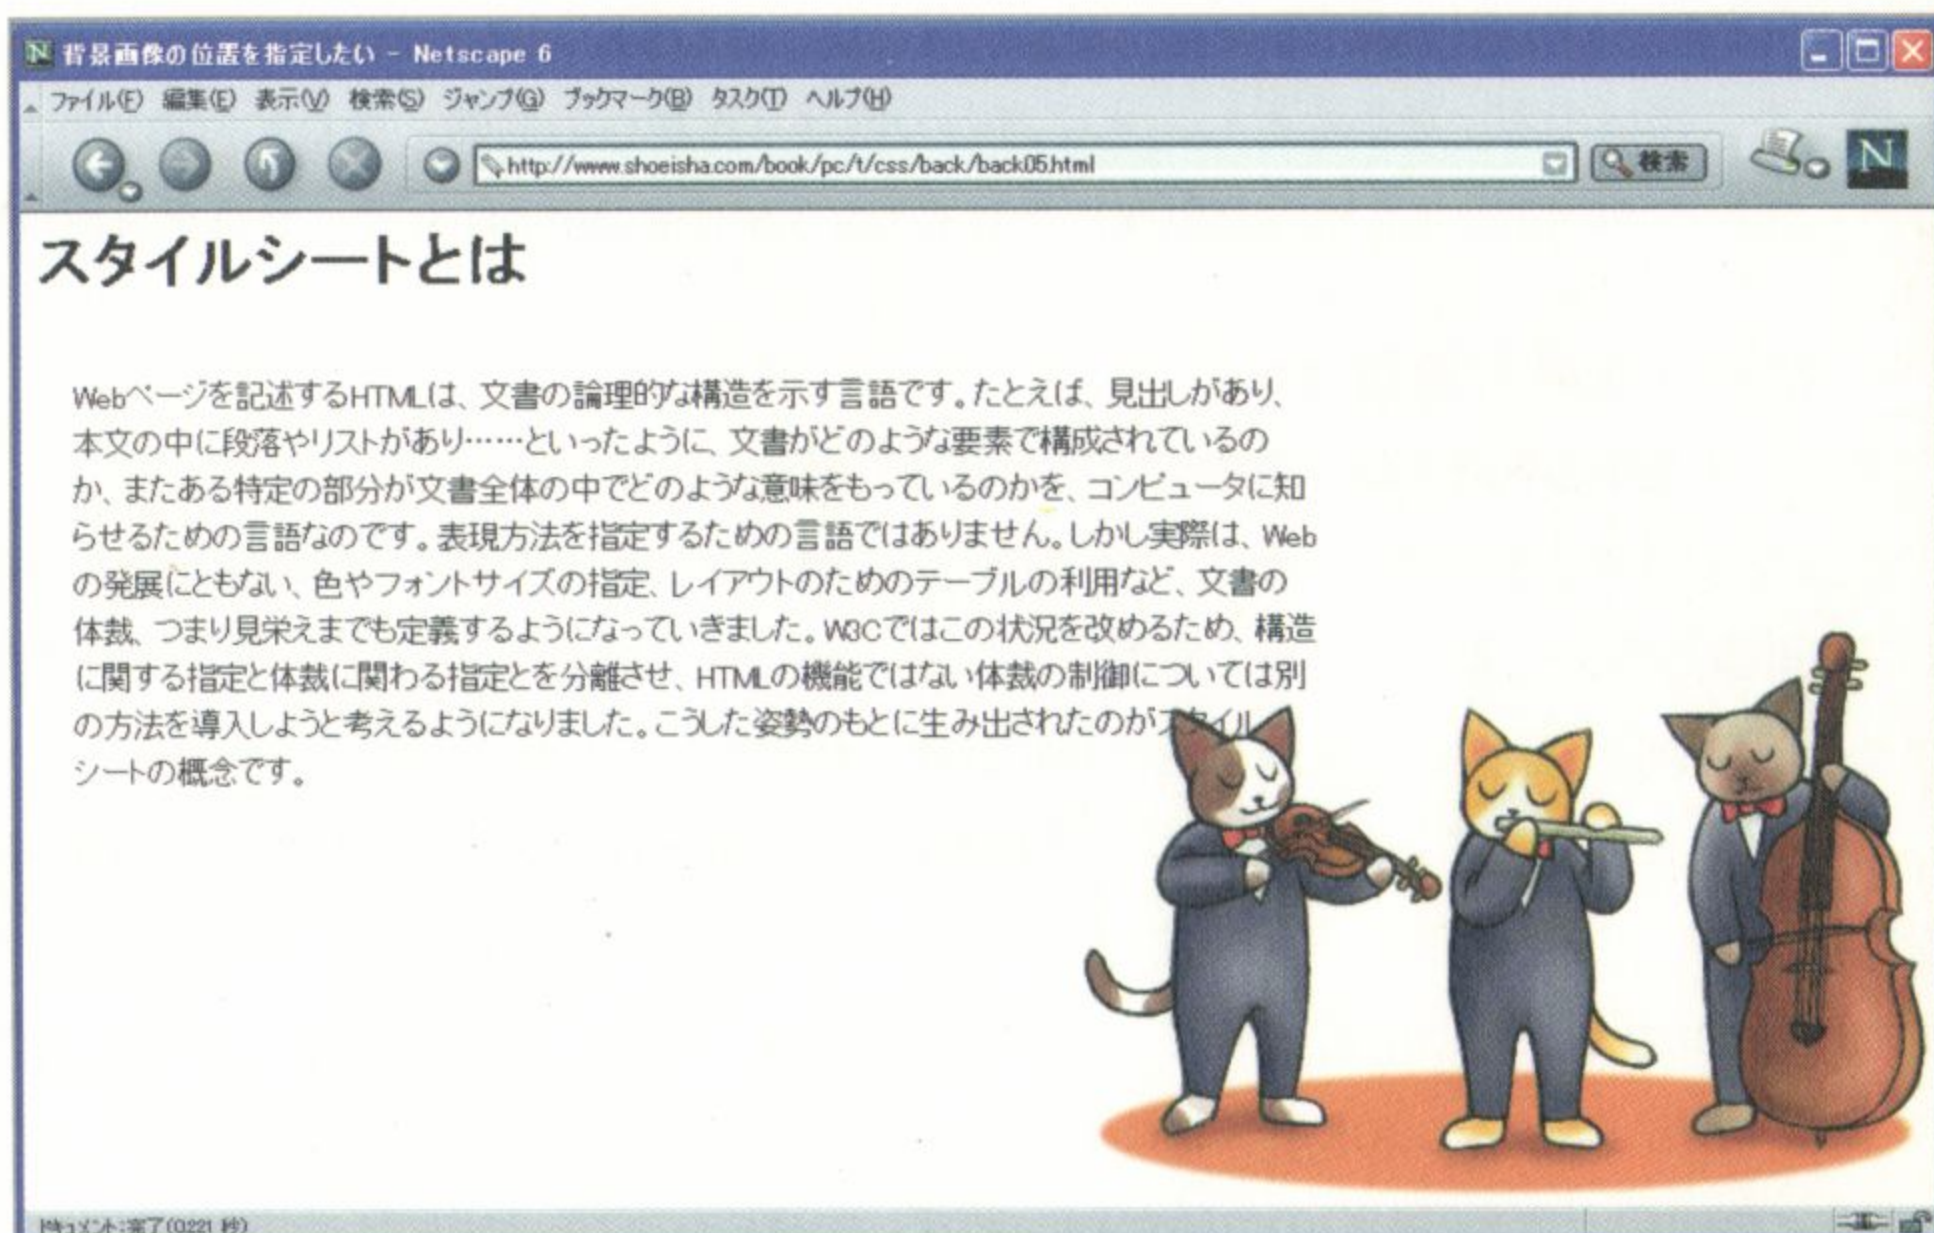 背景画像の位置を指定したい - Netscape 6
ファイル(F) 編集(E) 表示(V) 検索(S) ジャンプ(G) ブックマーク(B) タスク(T) ヘルプ(H)
http://www.shoeisha.com/book/pc/t/css/back/back05.html 検索 N
スタイルシートとは
Webページを記述するHTMLは、文書の論理的な構造を示す言語です。たとえば、見出しがあり、
本文の中に段落やリストがあり……といったように、文書がどのような要素で構成されているの
か、またある特定の部分が文書全体の中でどのような意味をもっているのかを、コンピュータに知
らせるための言語なのです。表現方法を指定するための言語ではありません。しかし実際は、Web
の発展にともない、色やフォントサイズの指定、レイアウトのためのテーブルの利用など、文書の
体裁、つまり見栄えまでも定義するようになっていきました。W3Cではこの状況を改めるため、構造
に関する指定と体裁に関わる指定とを分離させ、HTMLの機能ではない体裁の制御については別
の方法を導入しようと考えるようになりました。こうした姿勢のもとに生み出されたのがスタイル
シートの概念です。
ドキュメント:完了(0.221 秒)